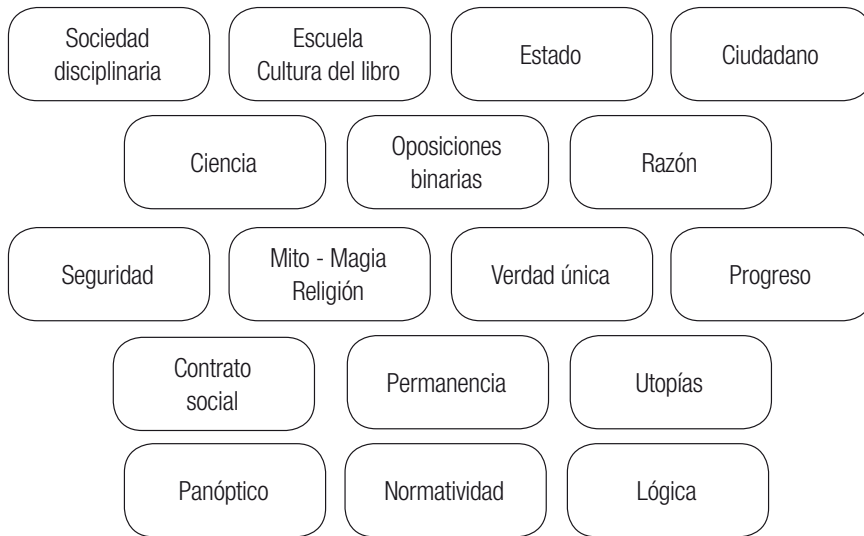 Sociedad
disciplinaria
Escuela
Cultura del libro
Estado
Ciudadano
Ciencia
Oposiciones
binarias
Razón
Seguridad
Mito - Magia
Religión
Verdad única
Progreso
Contrato
social
Permanencia
Utopías
Panóptico
Normatividad
Lógica